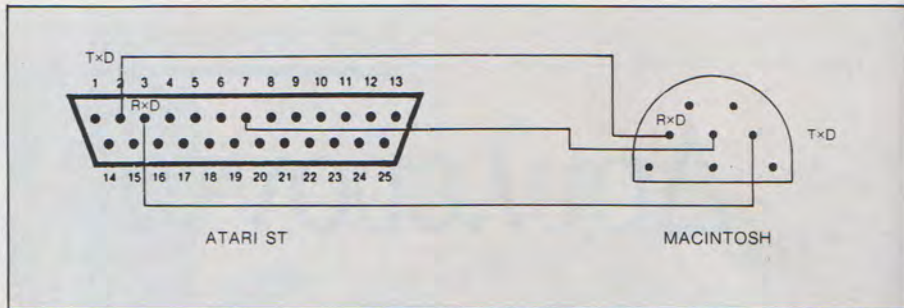 T×D
1 2 3 4 5 6 7 8 9 10 11 12 13
R×D
R×D
T×D
14 15 16 17 18 19 20 21 22 23 24 25
ATARI ST
MACINTOSH